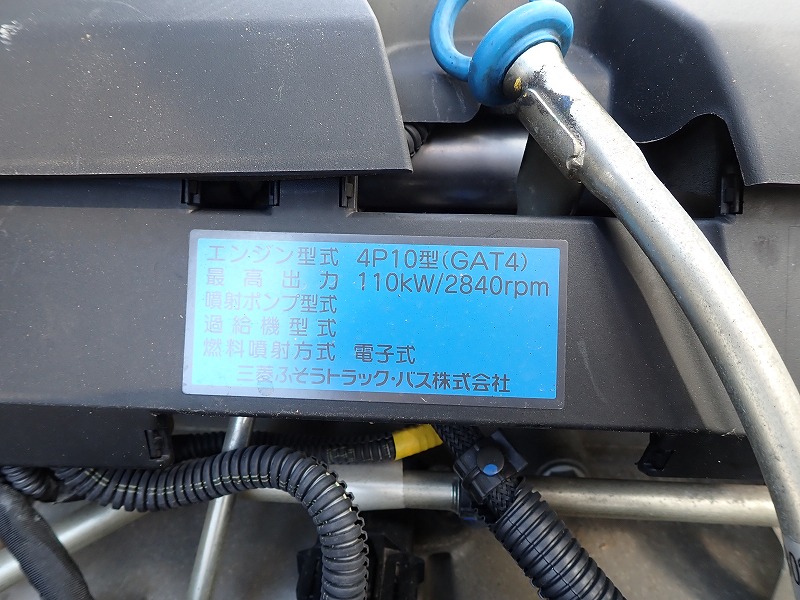 エンジン型式 4P10型(GAT4)
最高出力 110kW/2840rpm
噴射ポンプ型式
過給機型式
燃料噴射方式 電子式
三菱ふそうトラック・バス株式会社